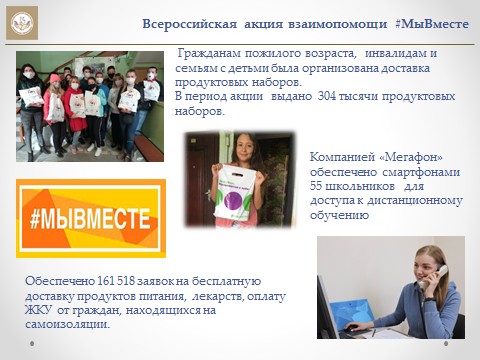 Всероссийская акция взаимопомощи #МыВместе
Гражданам пожилого возраста, инвалидам и
семьям с детьми была организована доставка
продуктовых наборов.
В период акции выдано 304 тысячи продуктовых
наборов.
Компанией «Мегафон»
обеспечено смартфонами
55 школьников для
доступа к дистанционному
обучению
#МЫВМЕСТЕ
Обеспечено 161 518 заявок на бесплатную
доставку продуктов питания, лекарств, оплату
ЖКУ от граждан, находящихся на
самоизоляции.